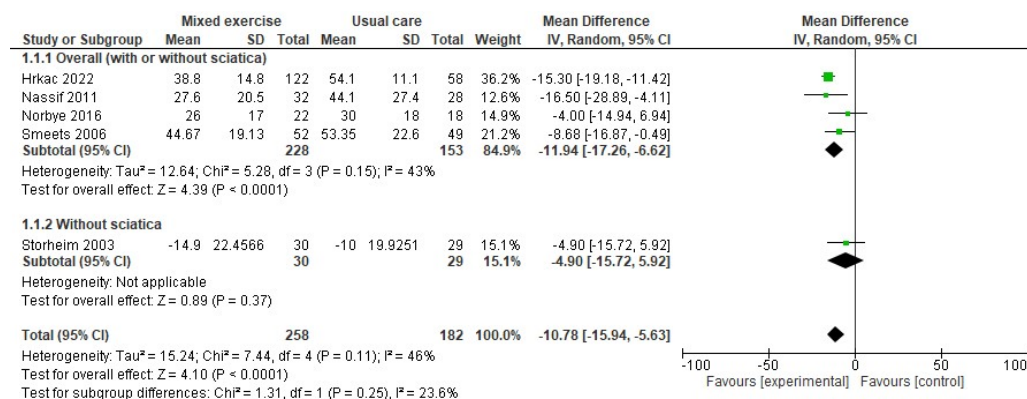 Mixed exercise Usual care Mean Difference Mean Difference
Study or Subgroup Mean SD Total Mean SD Total Weight IV, Random, 95% CI IV, Random, 95% CI
1.1.1 Overall (with or without sciatica)
Hrkac 2022 38.8 14.8 122 54.1 11.1 58 36.2% -15.30 [-19.18, -11.42]
Nassif 2011 27.6 20.5 32 44.1 27.4 28 12.6% -16.50 [-28.89, -4.11]
Norbye 2016 26 17 22 30 18 18 14.9% -4.00 [-14.94, 6.94]
Smeets 2006 44.67 19.13 52 53.35 22.6 49 21.2% -8.68 [-16.87, -0.49]
Subtotal (95% CI) 228 153 84.9% -11.94 [-17.26, -6.62]
Heterogeneity: Tau² = 12.64; Chi² = 5.28, df = 3 (P = 0.15); I² = 43%
Test for overall effect: Z = 4.39 (P < 0.0001)
1.1.2 Without sciatica
Storheim 2003 -14.9 22.4566 30 -10 19.9251 29 15.1% -4.90 [-15.72, 5.92]
Subtotal (95% CI) 30 29 15.1% -4.90 [-15.72, 5.92]
Heterogeneity: Not applicable
Test for overall effect: Z = 0.89 (P = 0.37)
Total (95% CI) 258 182 100.0% -10.78 [-15.94, -5.63]
Heterogeneity: Tau² = 15.24; Chi² = 7.44, df = 4 (P = 0.11); I² = 46%
Test for overall effect: Z = 4.10 (P < 0.0001)
Test for subgroup differences: Chi² = 1.31, df = 1 (P = 0.25), I² = 23.6%
-100 -50 0 50 100
Favours [experimental] Favours [control]